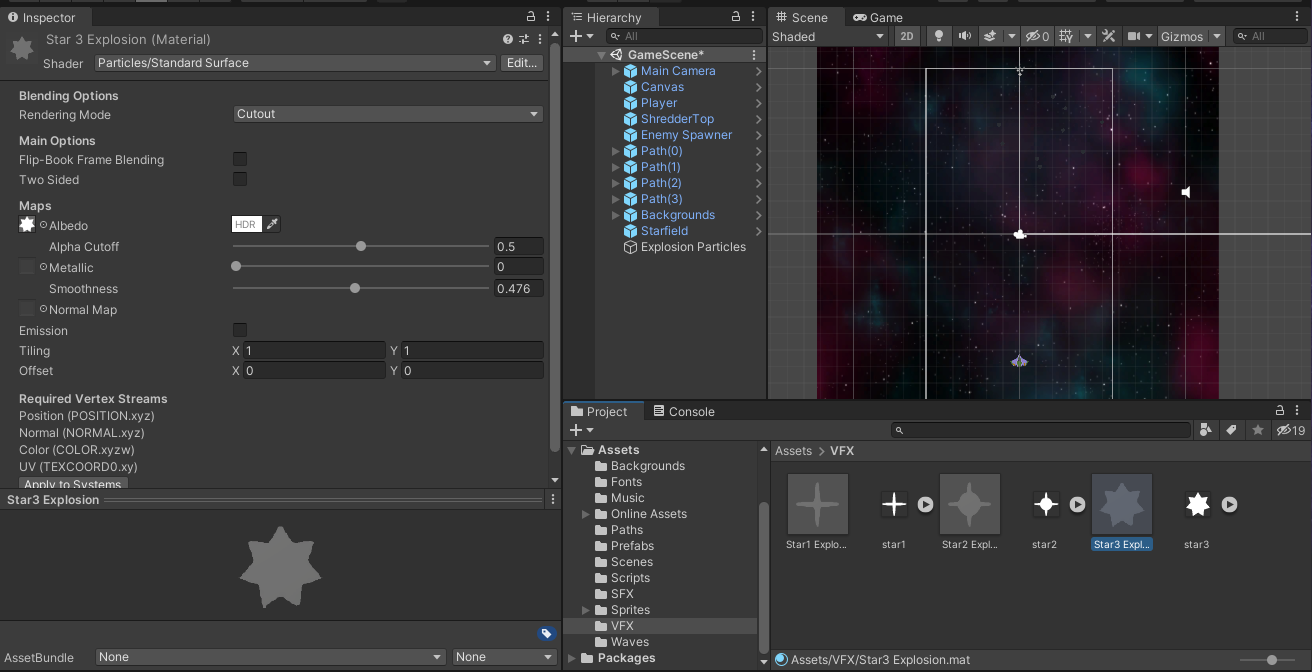 Inspector
Star 3 Explosion (Material)
Shader Particles/Standard Surface Edit...
Blending Options
Rendering Mode Cutout
Main Options
Flip-Book Frame Blending
Two Sided
Maps
Albedo HDR
Alpha Cutoff 0.5
Metallic 0
Smoothness 0.476
Normal Map
Emission
Tiling X 1 Y 1
Offset X 0 Y 0
Required Vertex Streams
Position (POSITION.xyz)
Normal (NORMAL.xyz)
Color (COLOR.xyzw)
UV (TEXCOORD0.xy)
Apply to Systems
Star3 Explosion
AssetBundle None None
Hierarchy
All
GameScene*
Main Camera
Canvas
Player
ShredderTop
Enemy Spawner
Path(0)
Path(1)
Path(2)
Path(3)
Backgrounds
Starfield
Explosion Particles
Scene Game
Shaded 2D 0 Gizmos All
Project Console
19
Assets
Backgrounds
Fonts
Music
Online Assets
Paths
Prefabs
Scenes
Scripts
SFX
Sprites
VFX
Waves
Packages
Assets > VFX
Star1 Explo... star1 Star2 Expl... star2 Star3 Expl... star3
Assets/VFX/Star3 Explosion.mat